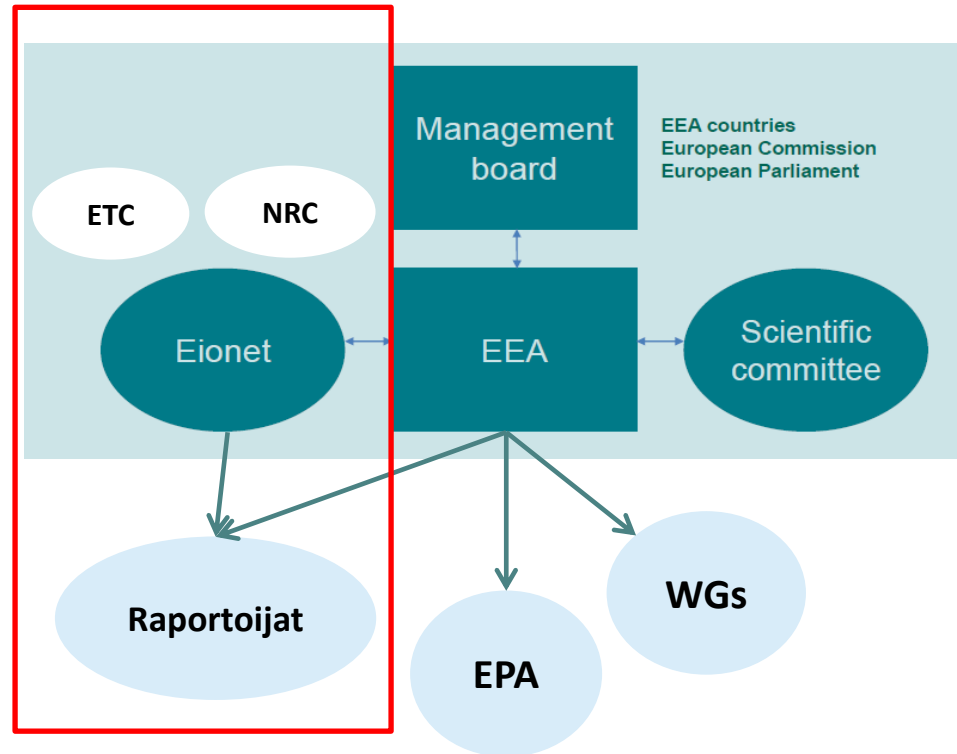 Management
board
EEA countries
European Commission
European Parliament
ETC
NRC
Eionet
EEA
Scientific
committee
Raportoijat
EPA
WGs